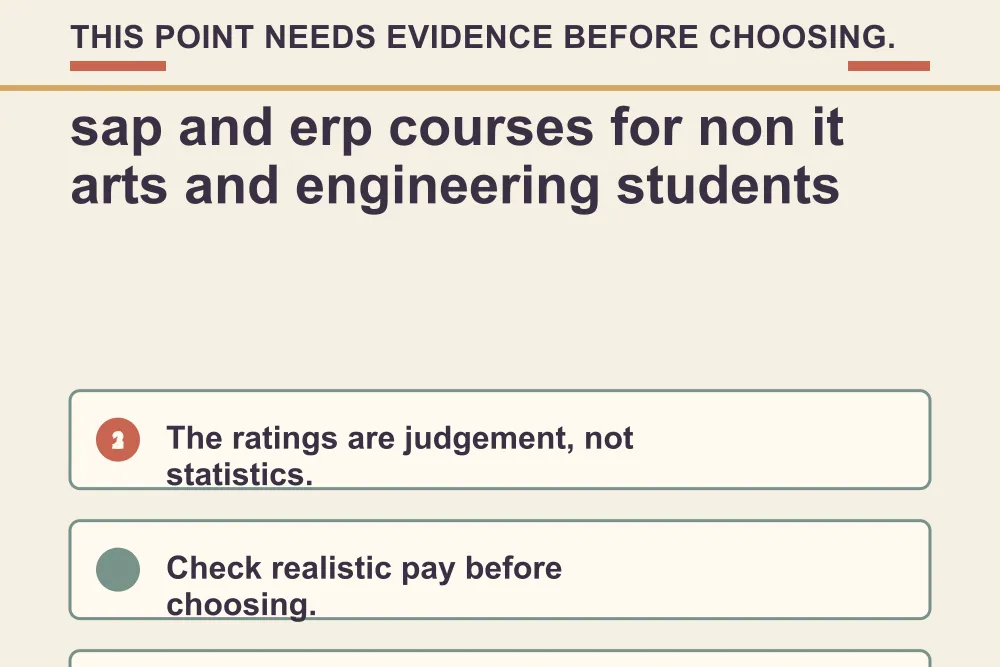 THIS POINT NEEDS EVIDENCE BEFORE CHOOSING.
sap and erp courses for non it
arts and engineering students
The ratings are judgement, not
statistics.
Check realistic pay before
choosing.